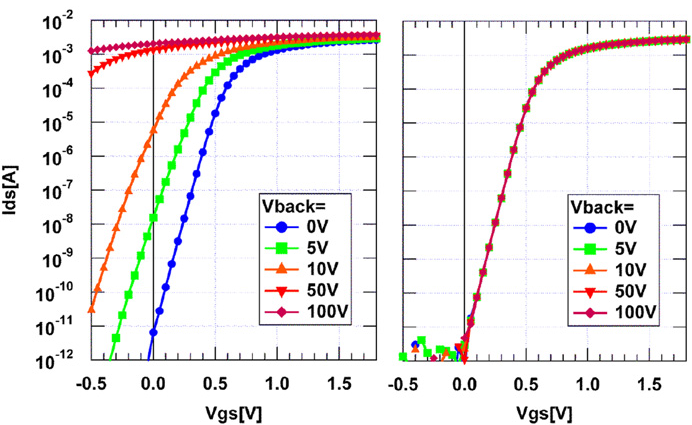 10-2
10-3
10-4
10-5
10-6
10-7
10-8
10-9
10-10
10-11
10-12
Ids[A]
Vback=
0V
5V
10V
50V
100V
-0.5 0.0 0.5 1.0 1.5
Vgs[V]
Vback=
0V
5V
10V
50V
100V
-0.5 0.0 0.5 1.0 1.5
Vgs[V]